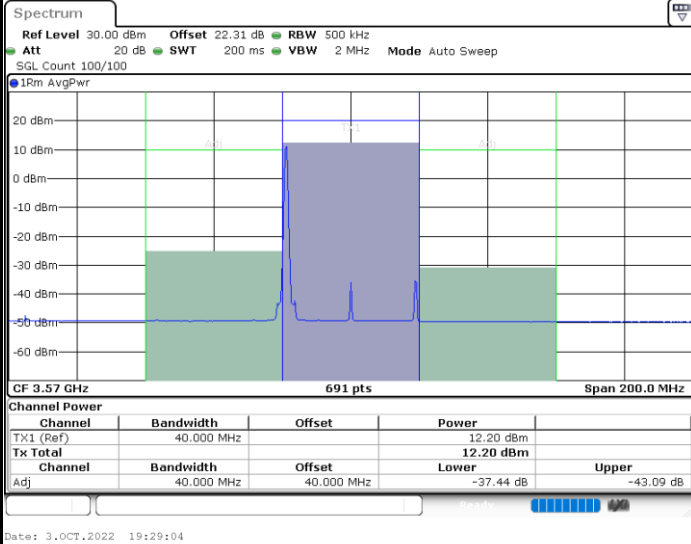 Spectrum
Ref Level 30.00 dBm Offset 22.31 dB RBW 500 kHz
Att 20 dB SWT 200 ms VBW 2 MHz Mode Auto Sweep
SGL Count 100/100
1Rm AvgPwr
20 dBm
TX1
Adj Adj
10 dBm
0 dBm
-10 dBm
-20 dBm
-30 dBm
-40 dBm
-50 dBm
-60 dBm
CF 3.57 GHz 691 pts Span 200.0 MHz
Channel Power
Channel Bandwidth Offset Power
TX1 (Ref) 40.000 MHz 12.20 dBm
Tx Total 12.20 dBm
Channel Bandwidth Offset Lower Upper
Adj 40.000 MHz 40.000 MHz -37.44 dB -43.09 dB
Ready
Date: 3.OCT.2022 19:29:04